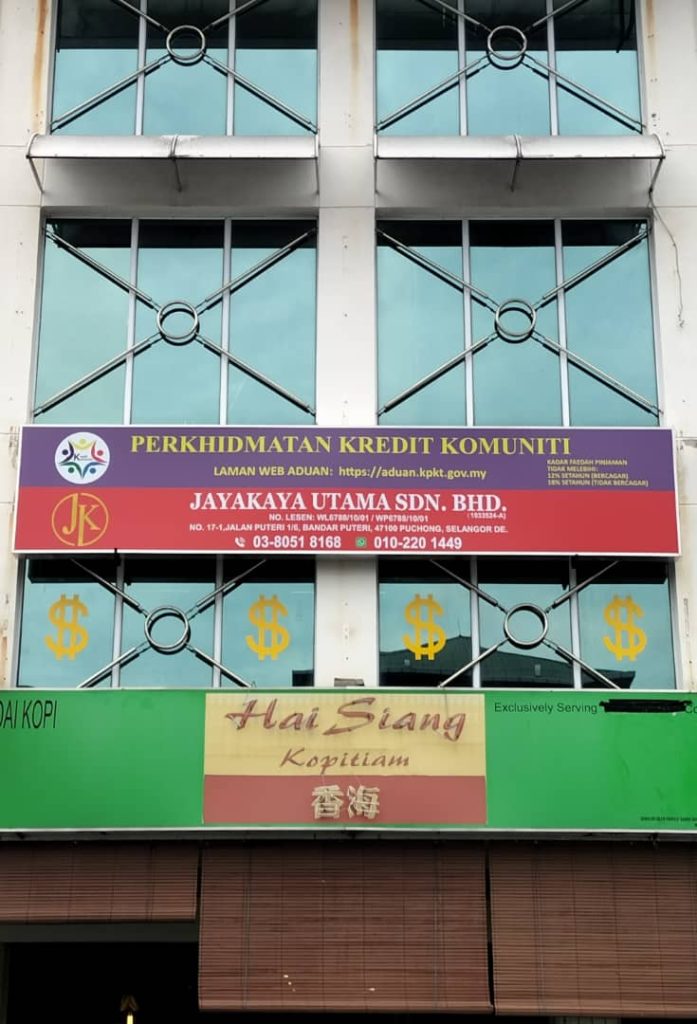 PERKHIDMATAN KREDIT KOMUNITI
LAMAN WEB ADUAN: https://aduan.kpkt.gov.my
KADAR FAEDAH PINJAMAN
TIDAK MELEBIHI:
12% SETAHUN (BERCAGAR)
18% SETAHUN (TIDAK BERCAGAR)
JK
JAYAKAYA UTAMA SDN. BHD.
(1033524-A)
NO. LESEN: WL6788/10/01 / WP6788/10/01
NO. 17-1,JALAN PUTERI 1/6, BANDAR PUTERI, 47100 PUCHONG, SELANGOR DE.
03-8051 8168 010-220 1449
$ $ $ $
DAI KOPI
Hai Siang
Kopitiam
香海
Exclusively Serving